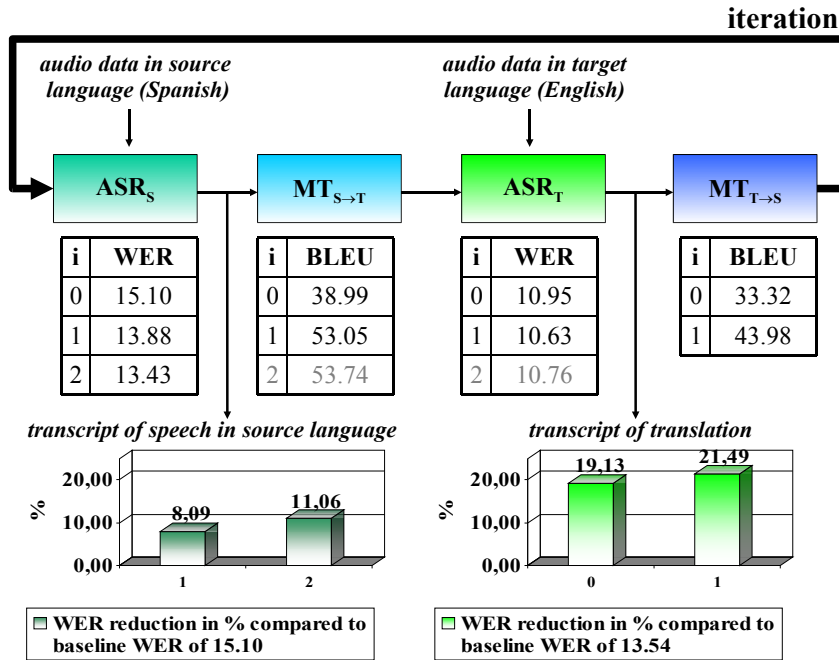 iteration
audio data in source
language (Spanish)
audio data in target
language (English)
ASR_S
MT_S→T
ASR_T
MT_T→S
i WER
0 15.10
1 13.88
2 13.43
i BLEU
0 38.99
1 53.05
2 53.74
i WER
0 10.95
1 10.63
2 10.76
i BLEU
0 33.32
1 43.98
transcript of speech in source language
%
20,00
10,00
0,00
8,09
11,06
1 2
WER reduction in % compared to
baseline WER of 15.10
transcript of translation
%
20,00
10,00
0,00
19,13
21,49
0 1
WER reduction in % compared to
baseline WER of 13.54